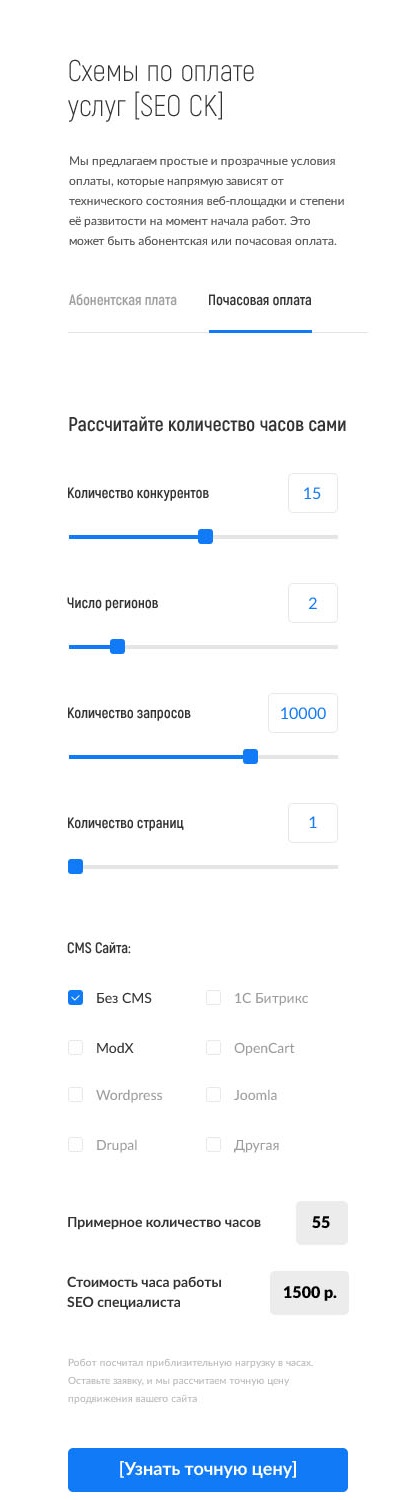 Схемы по оплате
услуг [SEO СК]
Мы предлагаем простые и прозрачные условия
оплаты, которые напрямую зависят от
технического состояния веб-площадки и степени
её развитости на момент начала работ. Это
может быть абонентская или почасовая оплата.
Абонентская плата Почасовая оплата
Рассчитайте количество часов сами
Количество конкурентов 15
Число регионов 2
Количество запросов 10000
Количество страниц 1
CMS Сайта:
Без CMS 1С Битрикс
ModX OpenCart
Wordpress Joomla
Drupal Другая
Примерное количество часов 55
Стоимость часа работы
SEO специалиста 1500 р.
Робот посчитал приблизительную нагрузку в часах.
Оставьте заявку, и мы рассчитаем точную цену
продвижения вашего сайта
[Узнать точную цену]